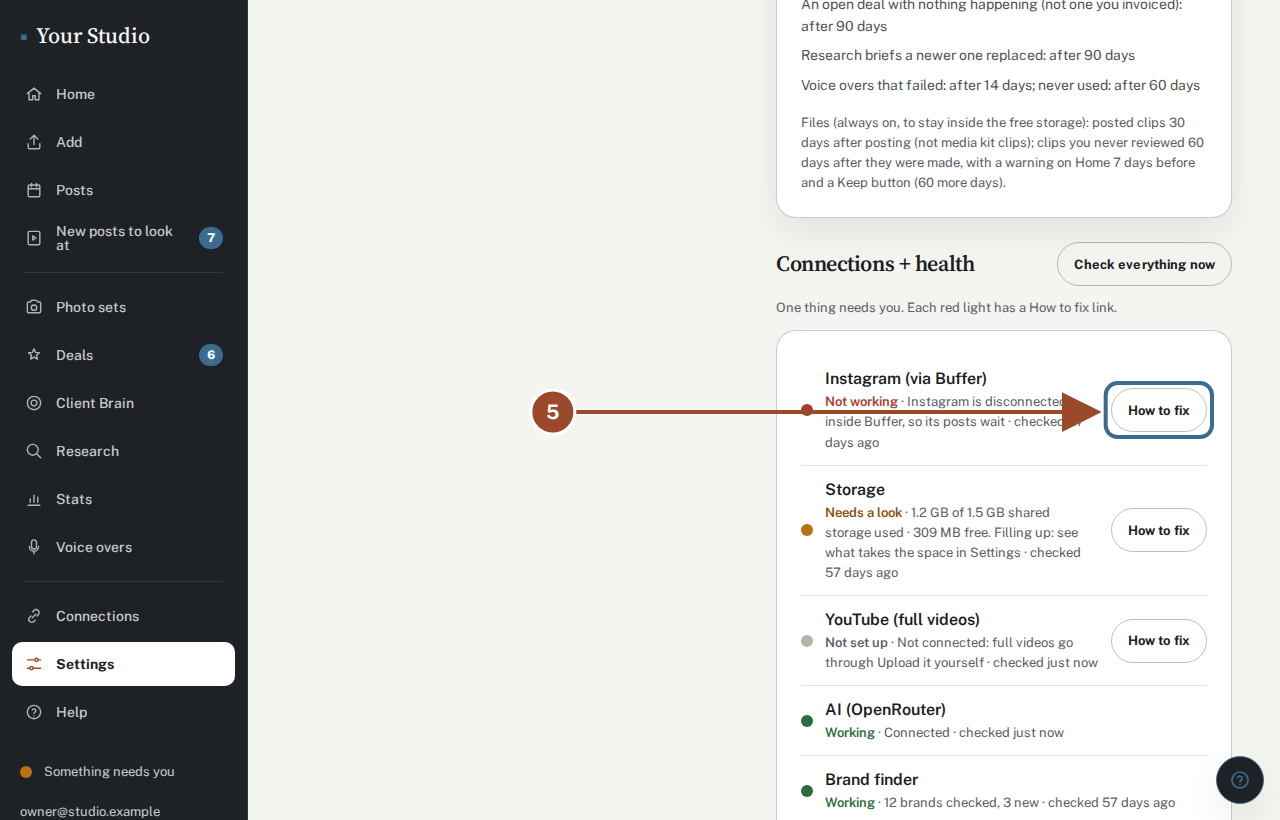 Your Studio
Home
Add
Posts
New posts to look
at
7
Photo sets
Deals
6
Client Brain
Research
Stats
Voice overs
Connections
Settings
Help
Something needs you
owner@studio.example
An open deal with nothing happening (not one you invoiced):
after 90 days
Research briefs a newer one replaced: after 90 days
Voice overs that failed: after 14 days; never used: after 60 days
Files (always on, to stay inside the free storage): posted clips 30
days after posting (not media kit clips); clips you never reviewed 60
days after they were made, with a warning on Home 7 days before
and a Keep button (60 more days).
Connections + health
Check everything now
One thing needs you. Each red light has a How to fix link.
5
Instagram (via Buffer)
Not working · Instagram is disconnected
inside Buffer, so its posts wait · checked
days ago
How to fix
Storage
Needs a look · 1.2 GB of 1.5 GB shared
storage used · 309 MB free. Filling up: see
what takes the space in Settings · checked
57 days ago
How to fix
YouTube (full videos)
Not set up · Not connected: full videos go
through Upload it yourself · checked just now
How to fix
AI (OpenRouter)
Working · Connected · checked just now
Brand finder
Working · 12 brands checked, 3 new · checked 57 days ago